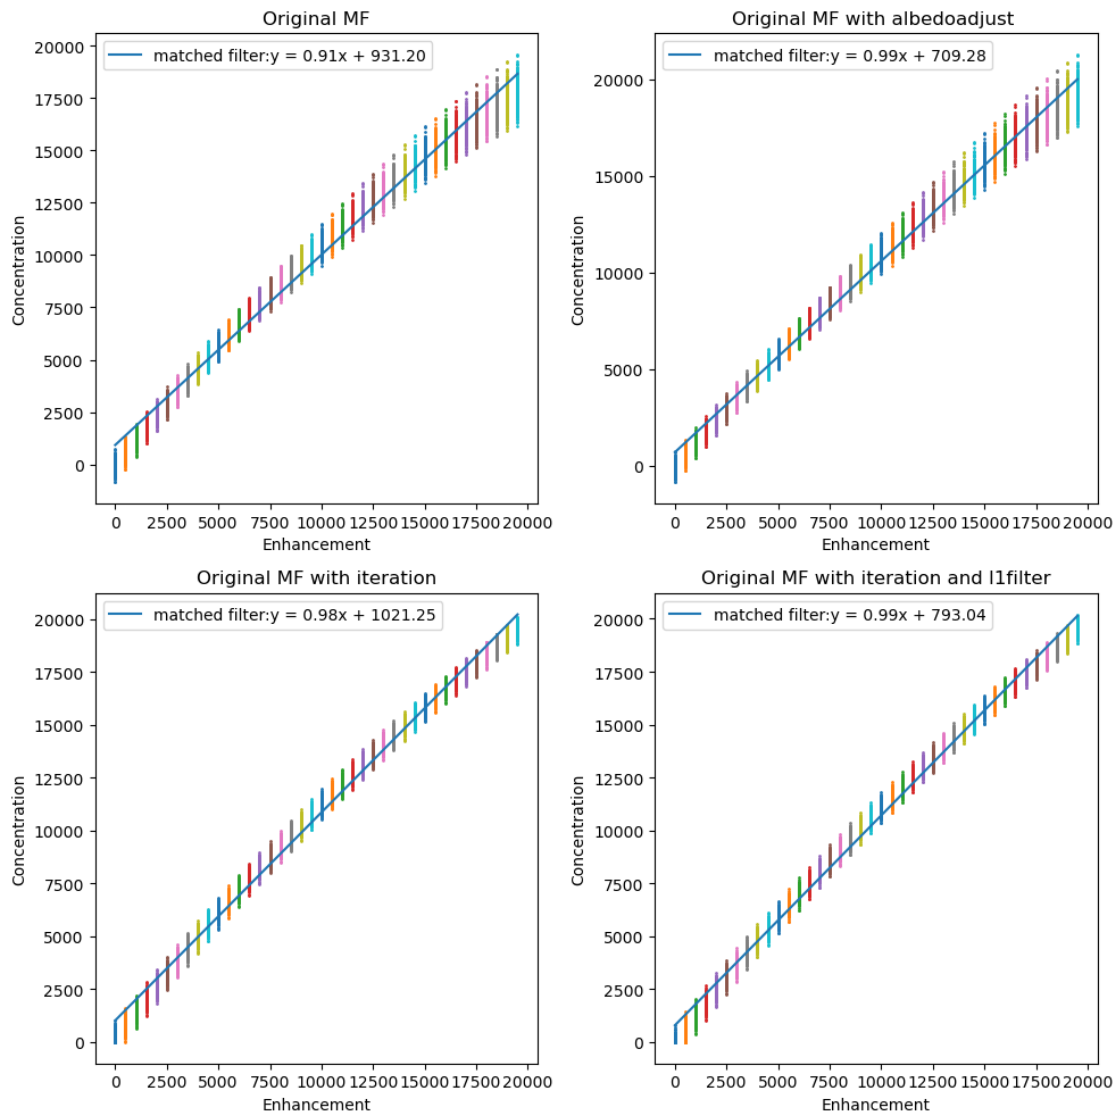 Original MF
matched filter:y = 0.91x + 931.20
20000
17500
15000
12500
10000
7500
5000
2500
0
Concentration
0 2500 5000 7500 10000 12500 15000 17500 20000
Enhancement
Original MF with albedoadjust
matched filter:y = 0.99x + 709.28
20000
15000
10000
5000
0
Concentration
0 2500 5000 7500 10000 12500 15000 17500 20000
Enhancement
Original MF with iteration
matched filter:y = 0.98x + 1021.25
20000
17500
15000
12500
10000
7500
5000
2500
0
Concentration
0 2500 5000 7500 10000 12500 15000 17500 20000
Enhancement
Original MF with iteration and l1filter
matched filter:y = 0.99x + 793.04
20000
17500
15000
12500
10000
7500
5000
2500
0
Concentration
0 2500 5000 7500 10000 12500 15000 17500 20000
Enhancement